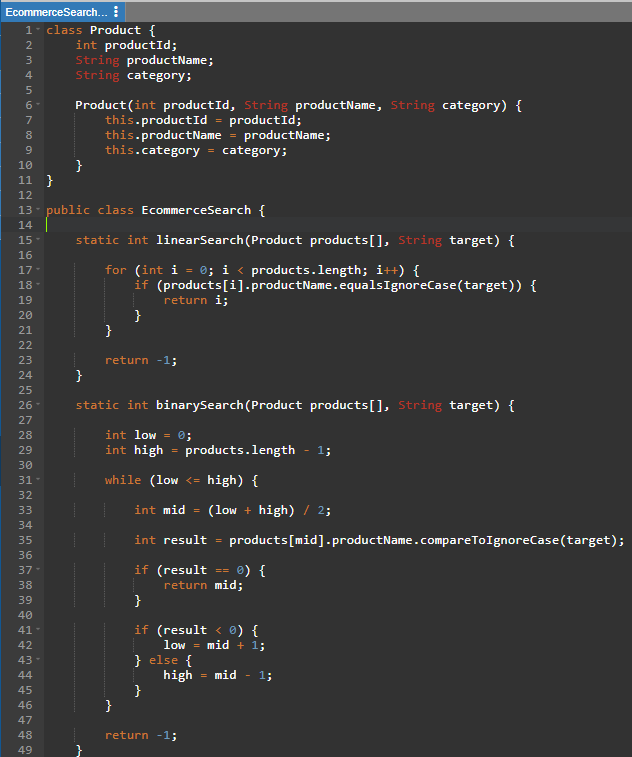 EcommerceSearch...
1 class Product {
2     int productId;
3     String productName;
4     String category;
5
6     Product(int productId, String productName, String category) {
7         this.productId = productId;
8         this.productName = productName;
9         this.category = category;
10     }
11 }
12
13 public class EcommerceSearch {
14
15     static int linearSearch(Product products[], String target) {
16
17         for (int i = 0; i < products.length; i++) {
18             if (products[i].productName.equalsIgnoreCase(target)) {
19                 return i;
20             }
21         }
22
23         return -1;
24     }
25
26     static int binarySearch(Product products[], String target) {
27
28         int low = 0;
29         int high = products.length - 1;
30
31         while (low <= high) {
32
33             int mid = (low + high) / 2;
34
35             int result = products[mid].productName.compareToIgnoreCase(target);
36
37             if (result == 0) {
38                 return mid;
39             }
40
41             if (result < 0) {
42                 low = mid + 1;
43             } else {
44                 high = mid - 1;
45             }
46         }
47
48         return -1;
49     }